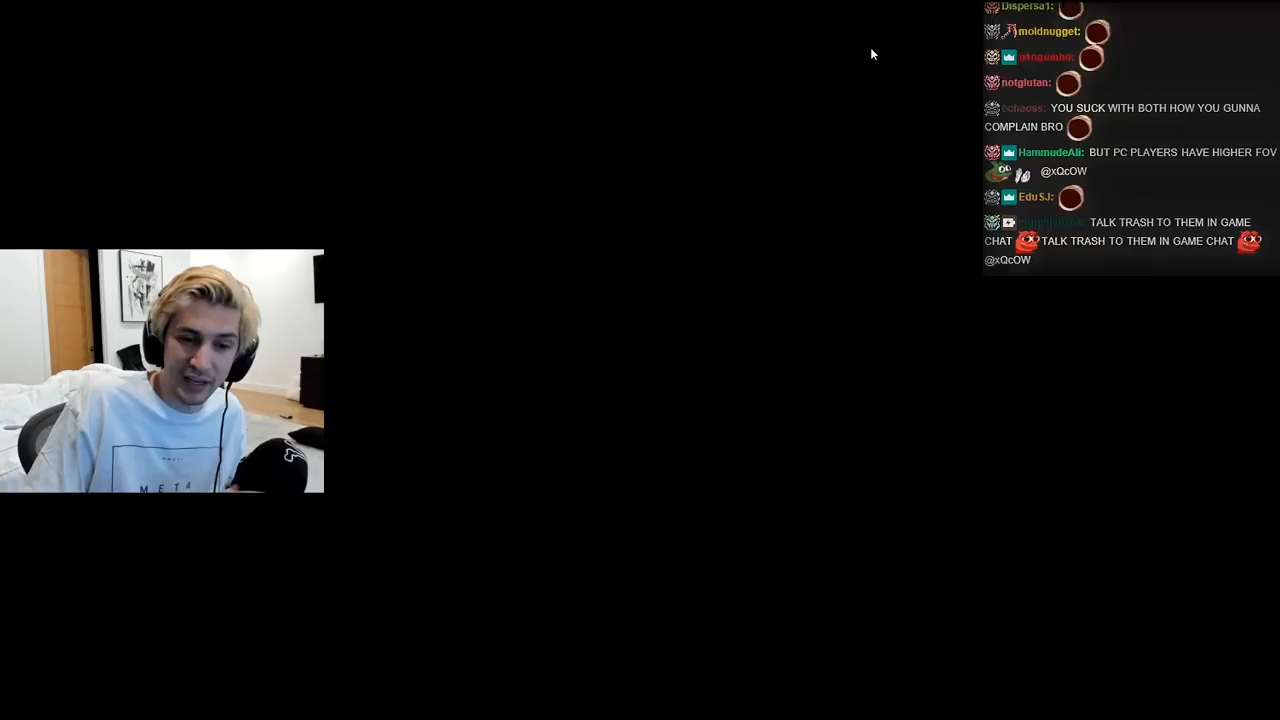 Dispersa1:
moldnugget:
notglutan:
bchaoss: YOU SUCK WITH BOTH HOW YOU GUNNA
COMPLAIN BRO
HammudeAli: BUT PC PLAYERS HAVE HIGHER FOV
@xQcOW
EduSJ:
TALK TRASH TO THEM IN GAME
CHAT TALK TRASH TO THEM IN GAME CHAT
@xQcOW
META